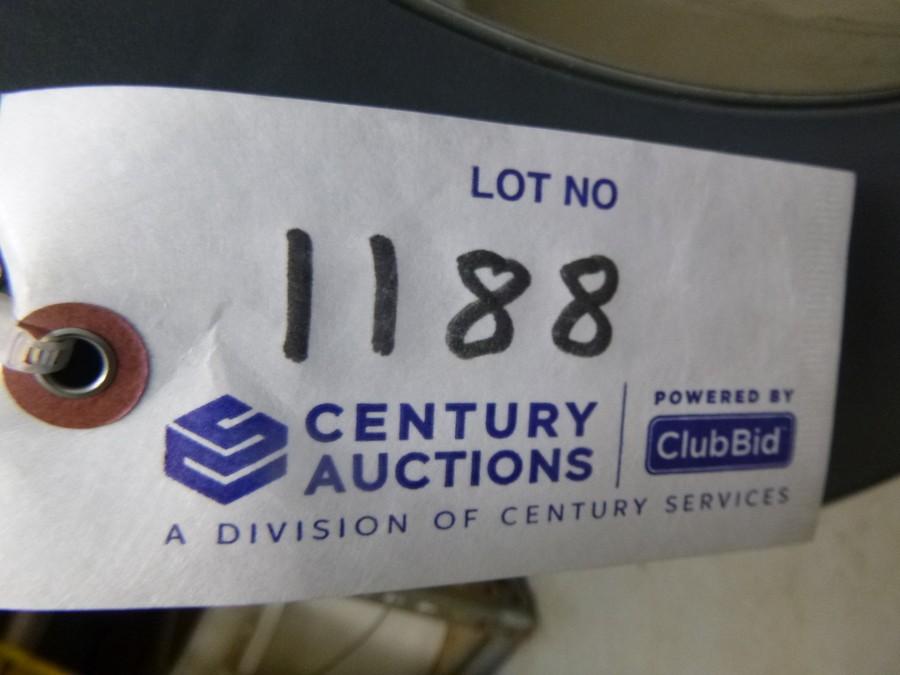 LOT NO
1188
CENTURY
AUCTIONS
POWERED BY
ClubBid
A DIVISION OF CENTURY SERVICES